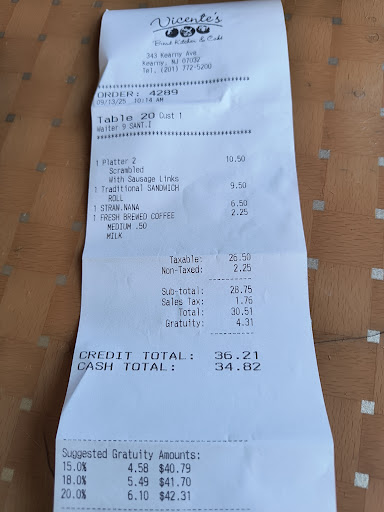 Vicente's
Bread Kitchen & Café
343 Kearny Ave
Kearny, NJ 07032
Tel. (201) 772-5200
ORDER: 4289
09/13/25 10:14 AM
Table 20 Cust 1
Waiter 9 SANT.I
1 Platter 2 10.50
Scrambled
With Sausage Links
1 Traditional SANDWICH 9.50
ROLL
1 STRAW.NANA 6.50
1 FRESH BREWED COFFEE 2.25
MEDIUM .50
MILK
Taxable: 26.50
Non-Taxed: 2.25
Sub-total: 28.75
Sales Tax: 1.76
Total: 30.51
Gratuity: 4.31
CREDIT TOTAL: 36.21
CASH TOTAL: 34.82
Suggested Gratuity Amounts:
15.0% 4.58 $40.79
18.0% 5.49 $41.70
20.0% 6.10 $42.31